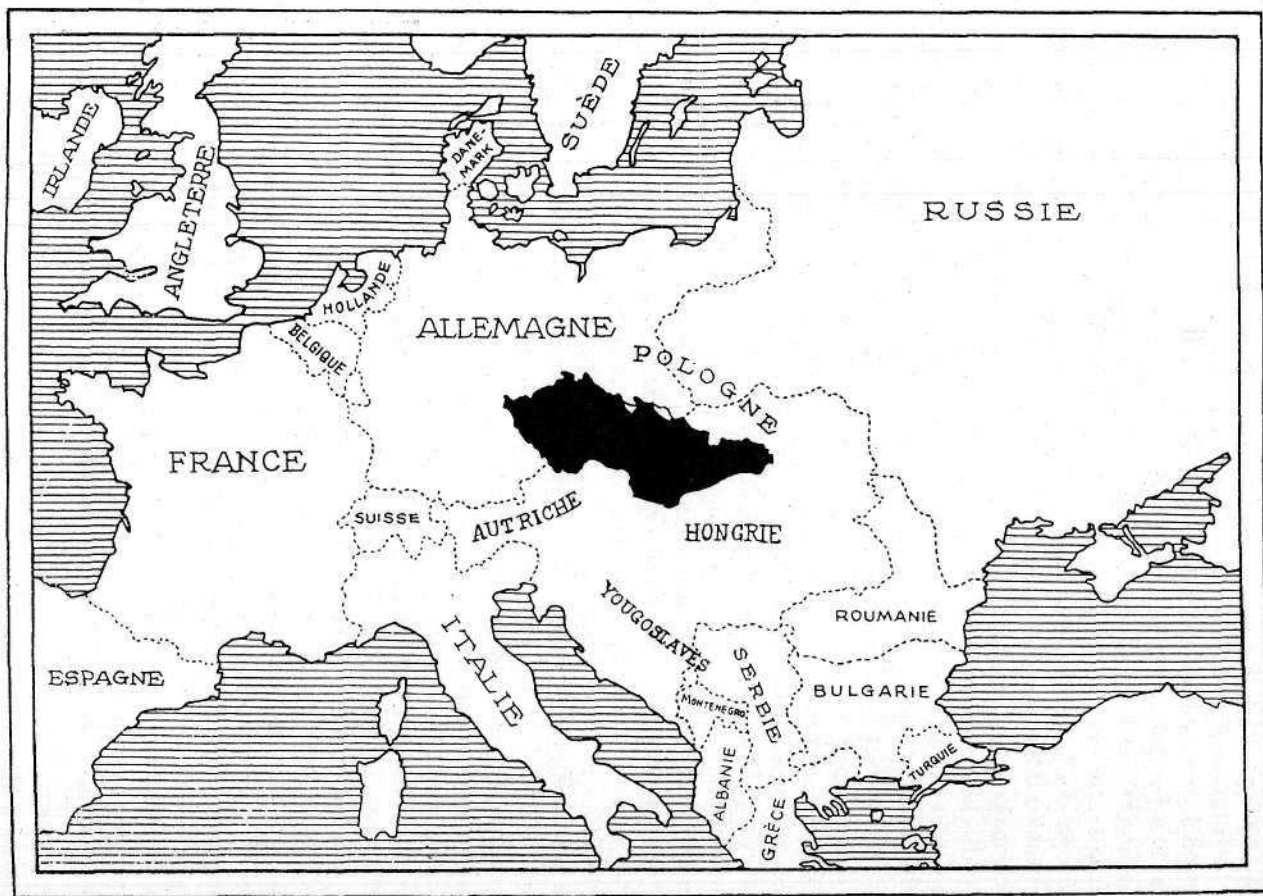 IRLANDE
ANGLETERRE
SUÈDE
DANE-
MARK
RUSSIE
HOLLANDE
BELGIQUE
ALLEMAGNE
POLOGNE
FRANCE
SUISSE
AUTRICHE
HONGRIE
YOUGOSLAVES
ROUMANIE
ESPAGNE
ITALIE
SERBIE
BULGARIE
MONTENEGRO
TURQUIE
ALBANIE
GRÈCE